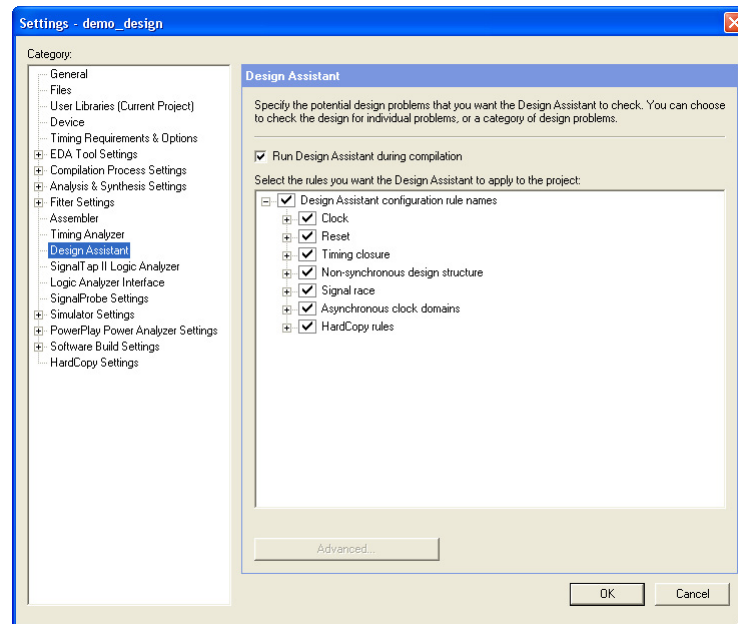 Settings - demo_design
Category:
General
Files
User Libraries (Current Project)
Device
Timing Requirements & Options
EDA Tool Settings
Compilation Process Settings
Analysis & Synthesis Settings
Fitter Settings
Assembler
Timing Analyzer
Design Assistant
SignalTap II Logic Analyzer
Logic Analyzer Interface
SignalProbe Settings
Simulator Settings
PowerPlay Power Analyzer Settings
Software Build Settings
HardCopy Settings
Design Assistant
Specify the potential design problems that you want the Design Assistant to check. You can choose
to check the design for individual problems, or a category of design problems.
Run Design Assistant during compilation
Select the rules you want the Design Assistant to apply to the project:
Design Assistant configuration rule names
Clock
Reset
Timing closure
Non-synchronous design structure
Signal race
Asynchronous clock domains
HardCopy rules
Advanced...
OK
Cancel